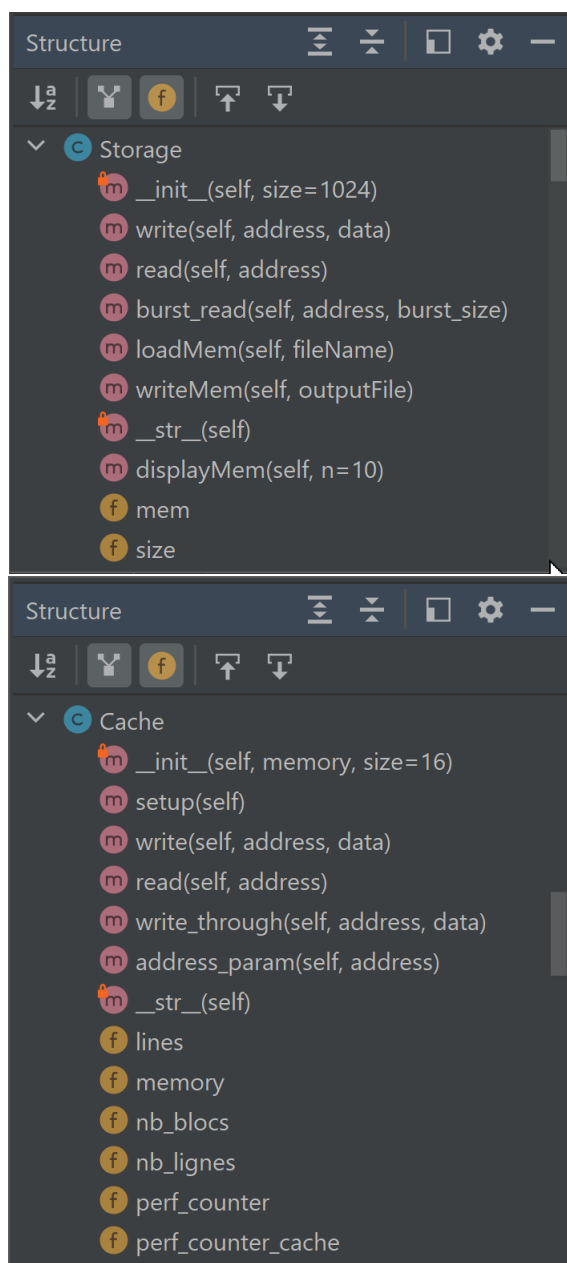 Structure
Storage
__init__(self, size=1024)
write(self, address, data)
read(self, address)
burst_read(self, address, burst_size)
loadMem(self, fileName)
writeMem(self, outputFile)
__str__(self)
displayMem(self, n=10)
mem
size
Structure
Cache
__init__(self, memory, size=16)
setup(self)
write(self, address, data)
read(self, address)
write_through(self, address, data)
address_param(self, address)
__str__(self)
lines
memory
nb_blocs
nb_lignes
perf_counter
perf_counter_cache